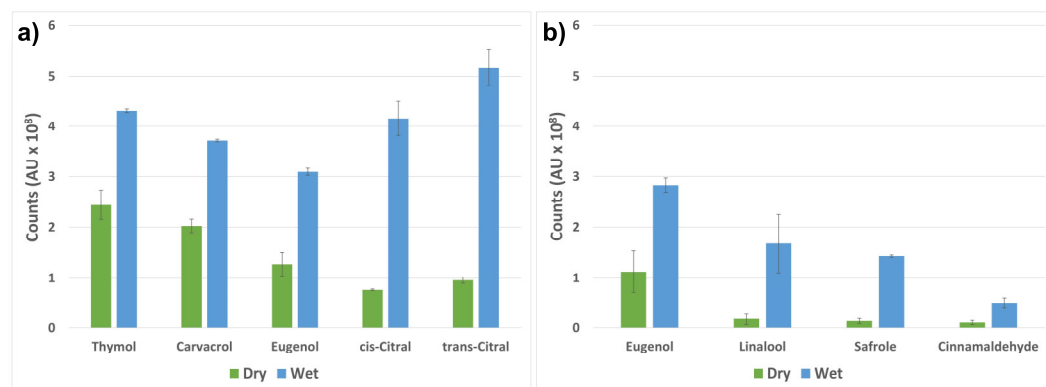 a)
Counts (AU x 10⁸)
6
5
4
3
2
1
0
Thymol Carvacrol Eugenol cis-Citral trans-Citral
Dry Wet
b)
Counts (AU x 10⁸)
6
5
4
3
2
1
0
Eugenol Linalool Safrole Cinnamaldehyde
Dry Wet